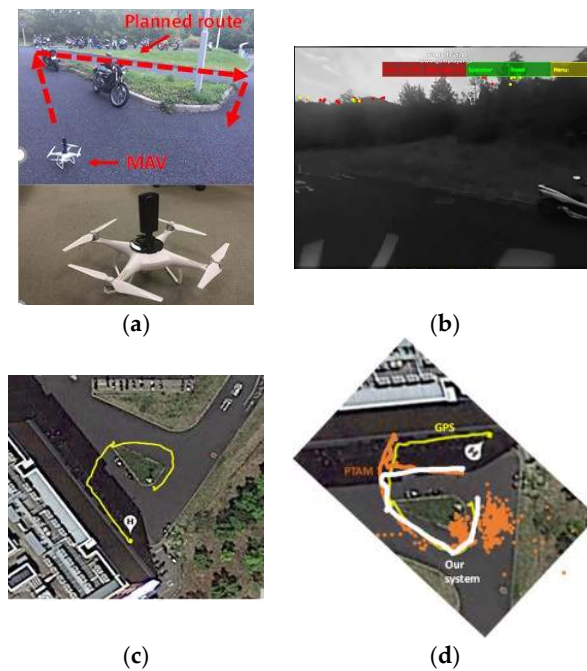 Planned route
MAV
(a)
(b)
H
(c)
GPS
H
PTAM
Our
system
(d)